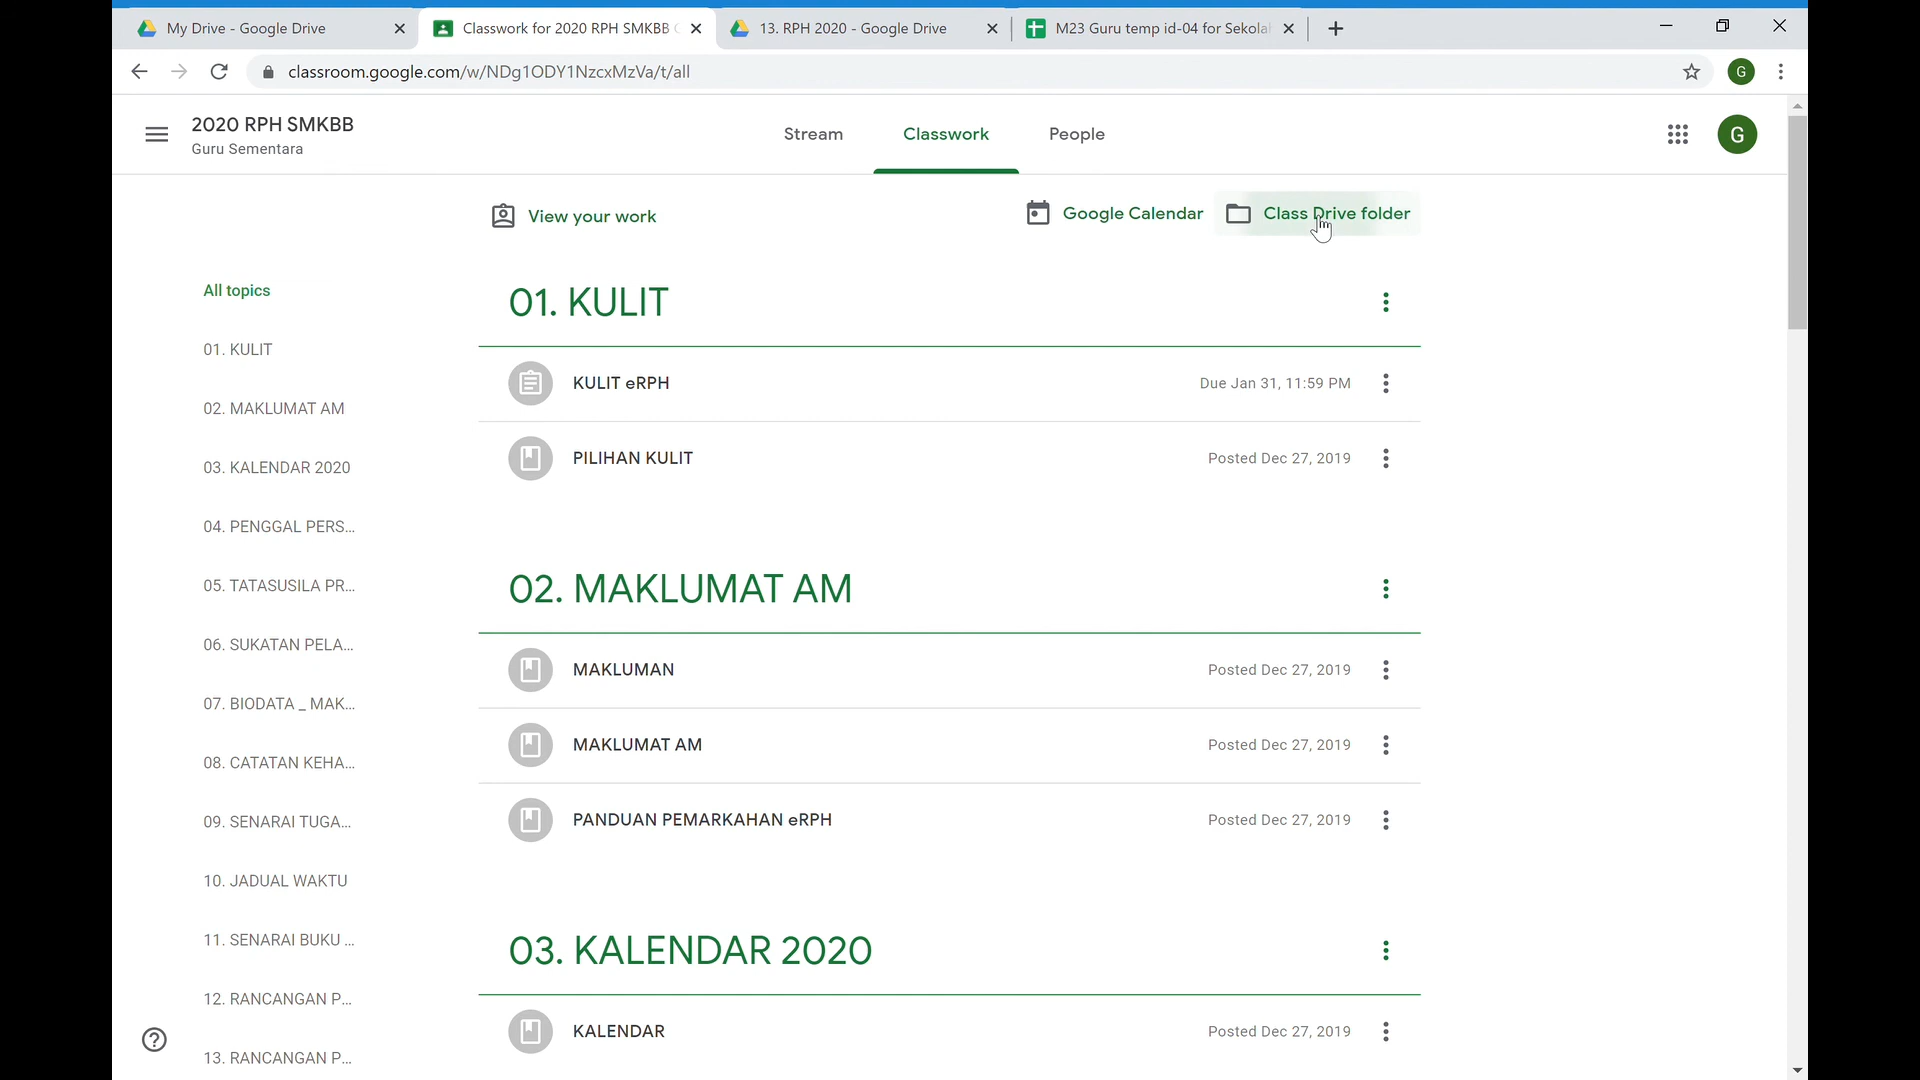 My Drive - Google Drive
Classwork for 2020 RPH SMKBB
13. RPH 2020 - Google Drive
M23 Guru temp id-04 for Sekolah
classroom.google.com/w/NDg1ODY1NzcxMzVa/t/all
G
2020 RPH SMKBB
Guru Sementara
Stream
Classwork
People
G
View your work
Google Calendar
Class Drive folder
All topics
01. KULIT
02. MAKLUMAT AM
03. KALENDAR 2020
04. PENGGAL PERS...
05. TATASUSILA PR...
06. SUKATAN PELA...
07. BIODATA _ MAK...
08. CATATAN KEHA...
09. SENARAI TUGA...
10. JADUAL WAKTU
11. SENARAI BUKU ...
12. RANCANGAN P...
13. RANCANGAN P...
01. KULIT
KULIT eRPH
Due Jan 31, 11:59 PM
PILIHAN KULIT
Posted Dec 27, 2019
02. MAKLUMAT AM
MAKLUMAN
Posted Dec 27, 2019
MAKLUMAT AM
Posted Dec 27, 2019
PANDUAN PEMARKAHAN eRPH
Posted Dec 27, 2019
03. KALENDAR 2020
KALENDAR
Posted Dec 27, 2019